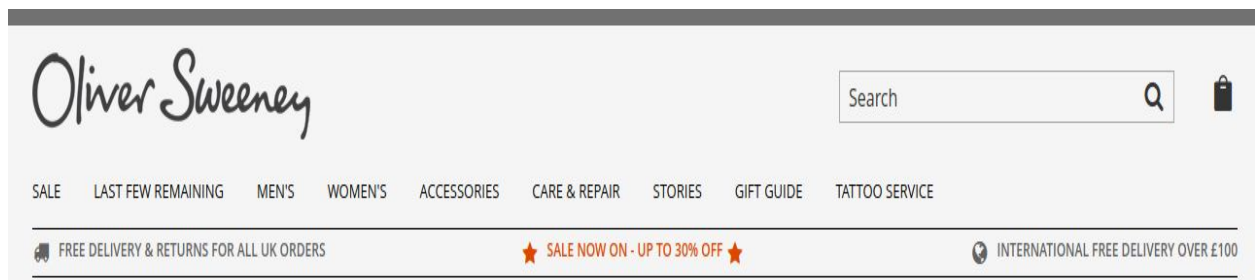 Oliver Sweeney
Search
SALE LAST FEW REMAINING MEN'S WOMEN'S ACCESSORIES CARE & REPAIR STORIES GIFT GUIDE TATTOO SERVICE
FREE DELIVERY & RETURNS FOR ALL UK ORDERS SALE NOW ON - UP TO 30% OFF INTERNATIONAL FREE DELIVERY OVER £100